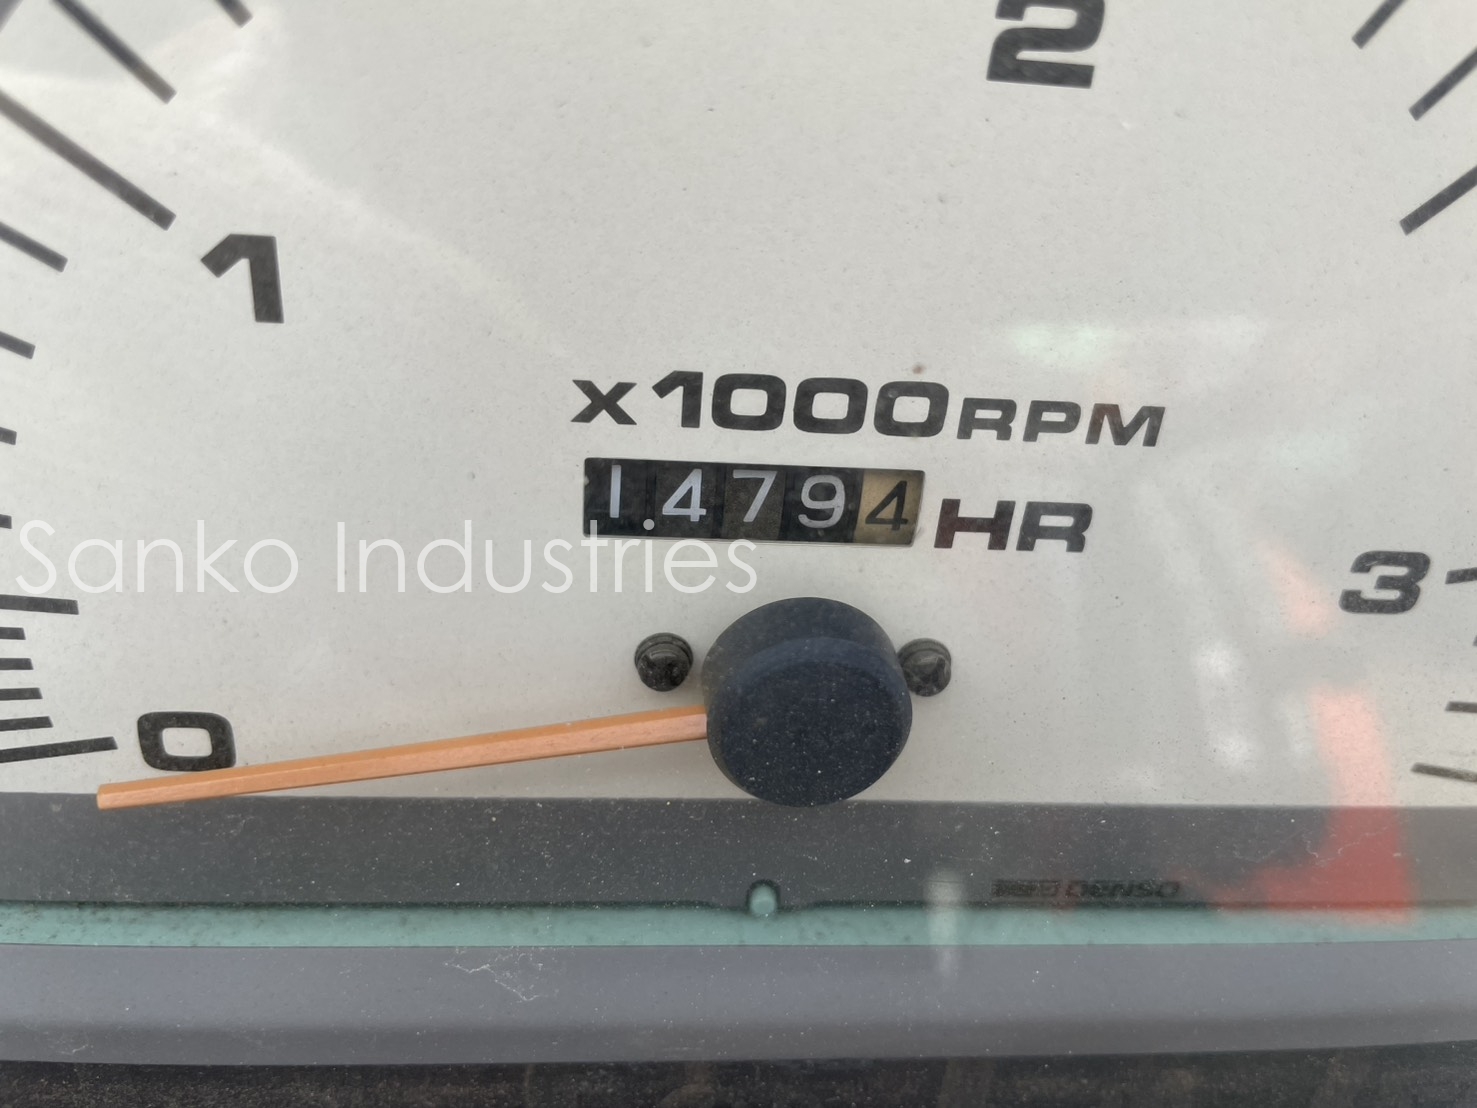 2
1
x1000RPM
14794 HR
Sanko Industries
3
0
DENSO